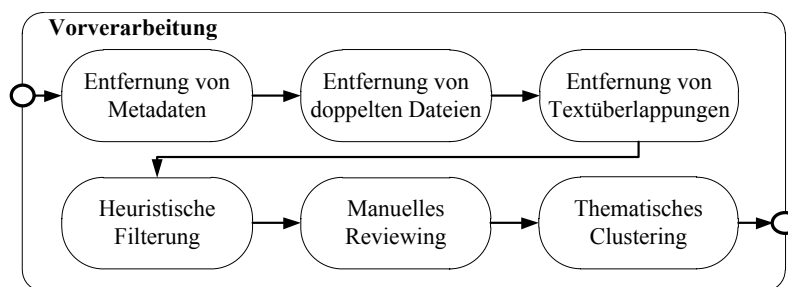 Vorverarbeitung
Entfernung von
Metadaten
Entfernung von
doppelten Dateien
Entfernung von
Textüberlappungen
Heuristische
Filterung
Manuelles
Reviewing
Thematisches
Clustering